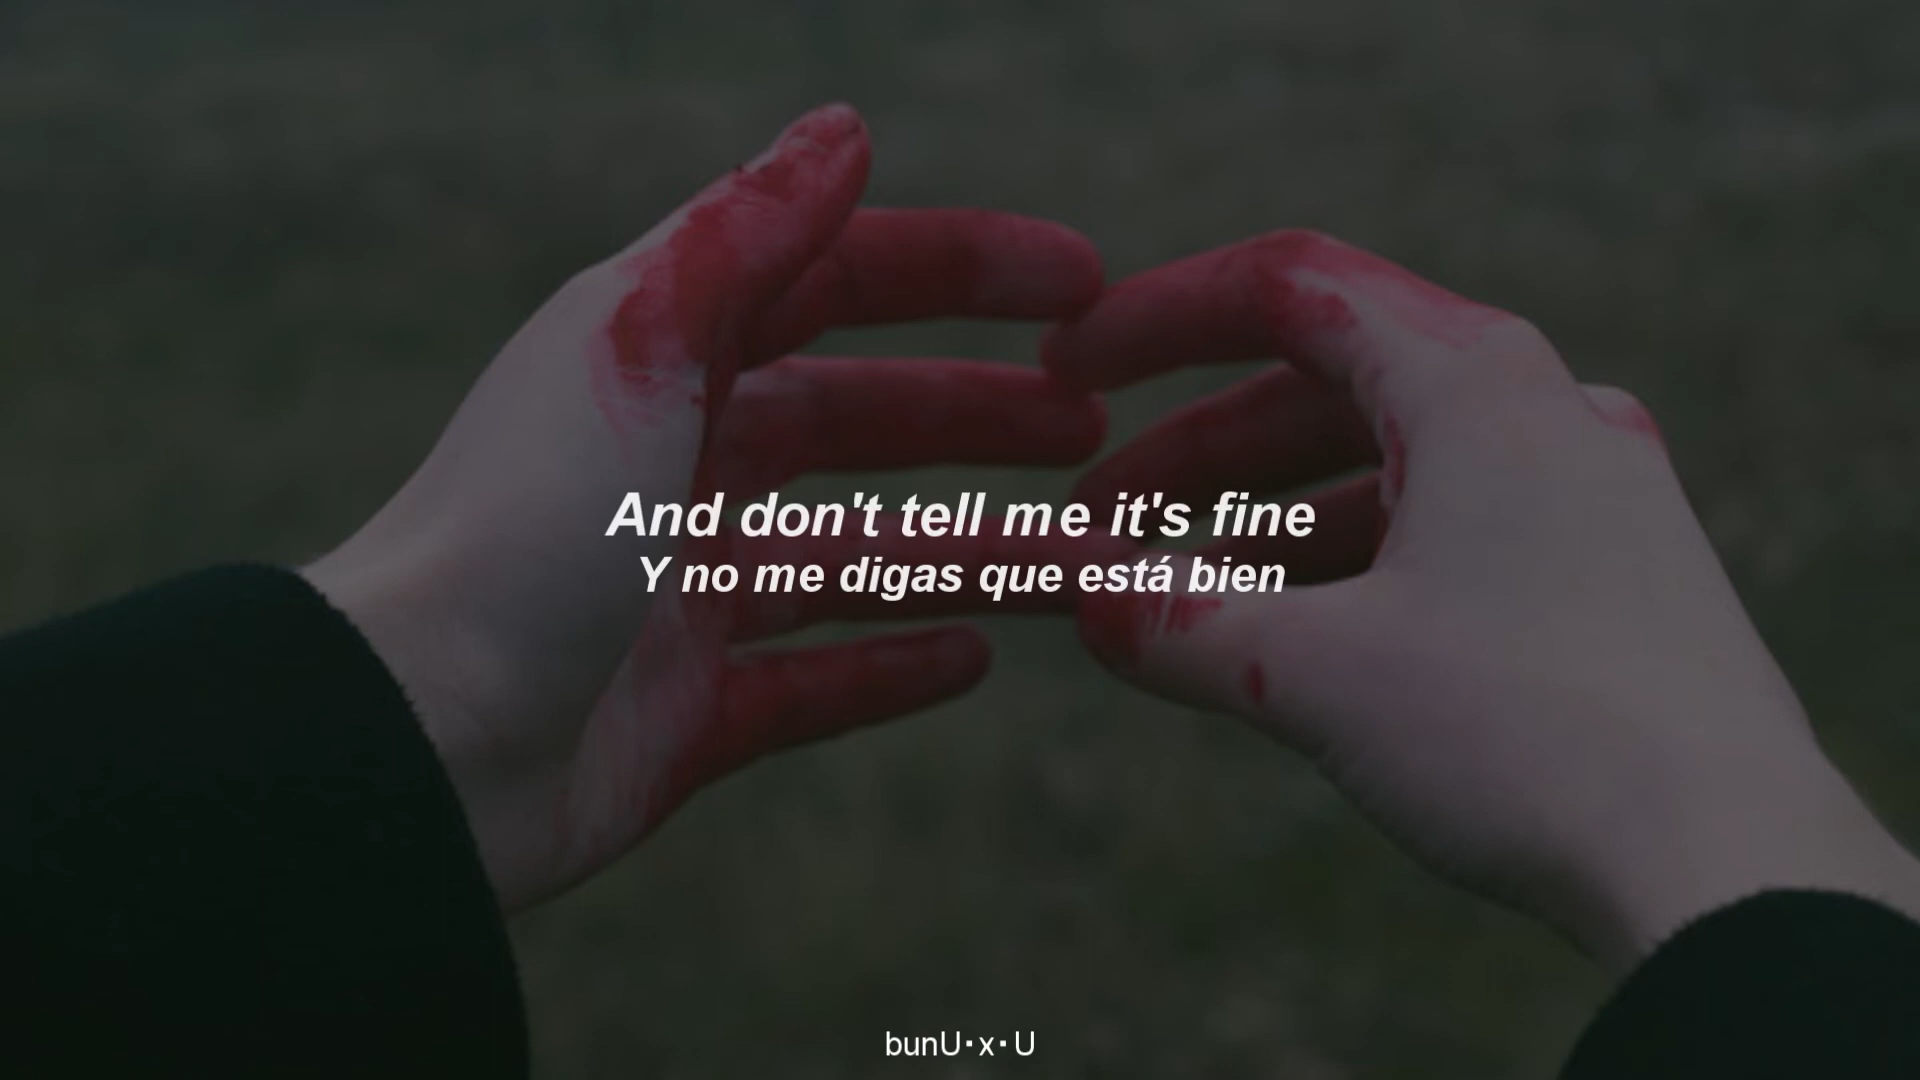 And don't tell me it's fine
Y no me digas que está bien
bunU･x･U